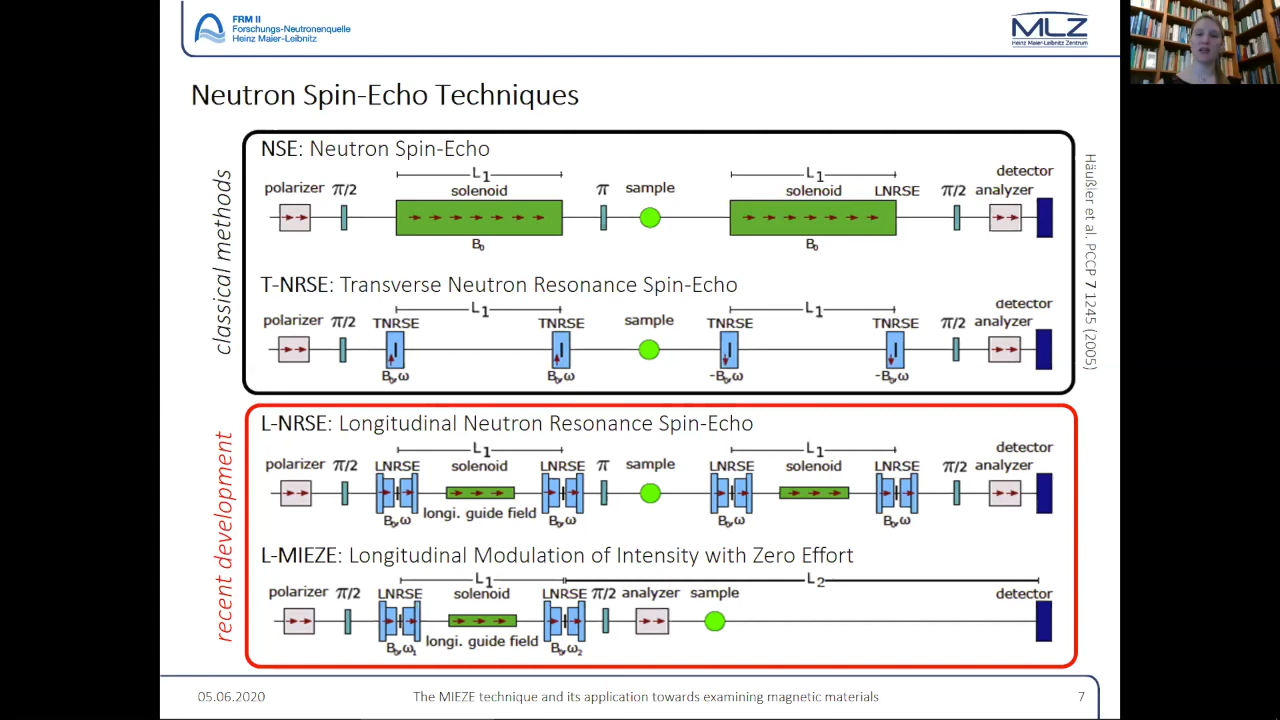 FRM II
Forschungs-Neutronenquelle
Heinz Maier-Leibnitz
MLZ
Heinz Maier-Leibnitz Zentrum
Neutron Spin-Echo Techniques
classical methods
NSE: Neutron Spin-Echo
L1 L1 detector
polarizer π/2 solenoid π sample solenoid LNRSE π/2 analyzer
B0 B0
T-NRSE: Transverse Neutron Resonance Spin-Echo
L1 L1 detector
polarizer π/2 TNRSE TNRSE sample TNRSE TNRSE π/2 analyzer
B0,ω B0,ω -B0,ω -B0,ω
Häußler et al. PCCP 7 1245 (2005)
recent development
L-NRSE: Longitudinal Neutron Resonance Spin-Echo
L1 L1 detector
polarizer π/2 LNRSE solenoid LNRSE π sample LNRSE solenoid LNRSE π/2 analyzer
B0,ω longi. guide field B0,ω B0,ω B0,ω
L-MIEZE: Longitudinal Modulation of Intensity with Zero Effort
L1 L2
polarizer π/2 LNRSE solenoid LNRSE π/2 analyzer sample detector
B0,ω1 longi. guide field B0,ω2
05.06.2020 The MIEZE technique and its application towards examining magnetic materials 7